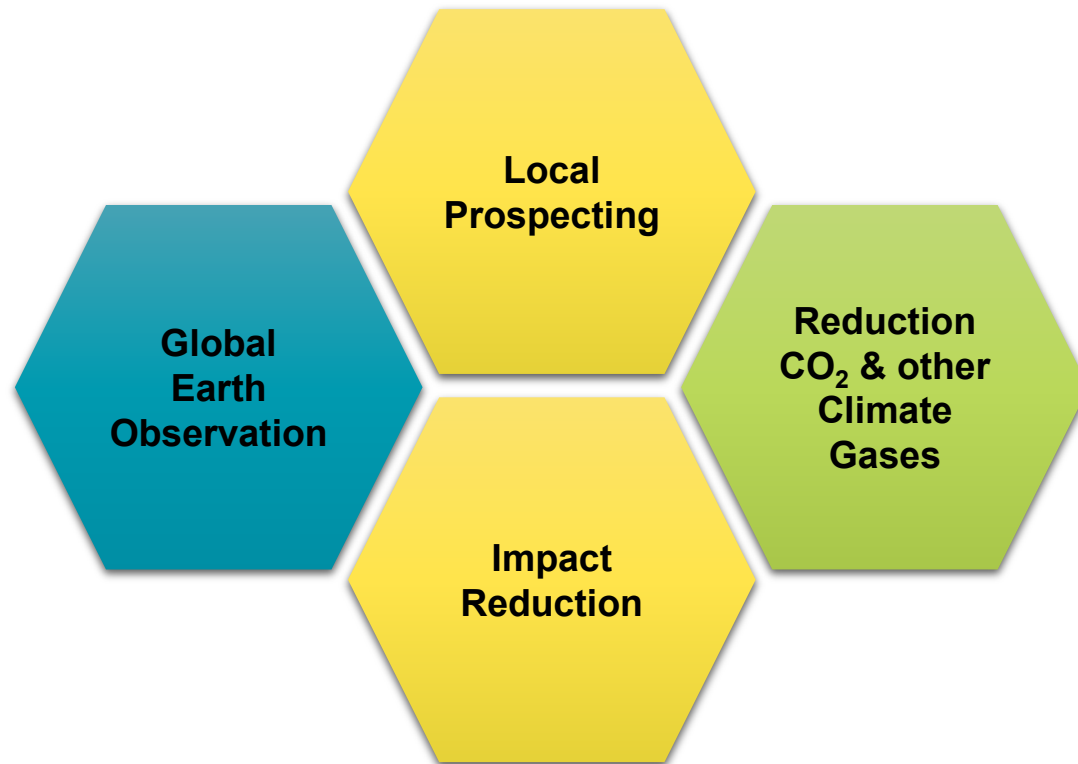 Local
Prospecting
Global
Earth
Observation
Reduction
CO₂ & other
Climate
Gases
Impact
Reduction